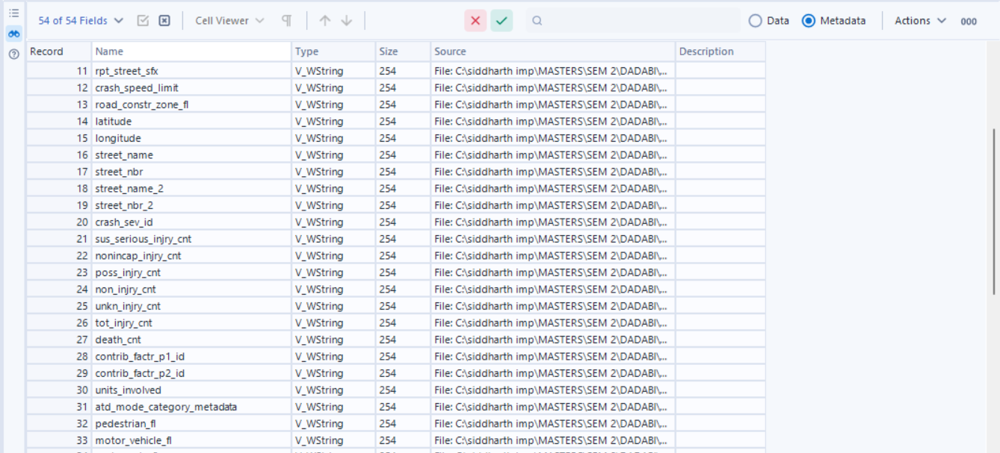 54 of 54 Fields Cell Viewer Data Metadata Actions 000
Record Name Type Size Source Description
11 rpt_street_sfx V_WString 254 File: C:\siddharth imp\MASTERS\SEM 2\DADABI\...
12 crash_speed_limit V_WString 254 File: C:\siddharth imp\MASTERS\SEM 2\DADABI\...
13 road_constr_zone_fl V_WString 254 File: C:\siddharth imp\MASTERS\SEM 2\DADABI\...
14 latitude V_WString 254 File: C:\siddharth imp\MASTERS\SEM 2\DADABI\...
15 longitude V_WString 254 File: C:\siddharth imp\MASTERS\SEM 2\DADABI\...
16 street_name V_WString 254 File: C:\siddharth imp\MASTERS\SEM 2\DADABI\...
17 street_nbr V_WString 254 File: C:\siddharth imp\MASTERS\SEM 2\DADABI\...
18 street_name_2 V_WString 254 File: C:\siddharth imp\MASTERS\SEM 2\DADABI\...
19 street_nbr_2 V_WString 254 File: C:\siddharth imp\MASTERS\SEM 2\DADABI\...
20 crash_sev_id V_WString 254 File: C:\siddharth imp\MASTERS\SEM 2\DADABI\...
21 sus_serious_injry_cnt V_WString 254 File: C:\siddharth imp\MASTERS\SEM 2\DADABI\...
22 nonincap_injry_cnt V_WString 254 File: C:\siddharth imp\MASTERS\SEM 2\DADABI\...
23 poss_injry_cnt V_WString 254 File: C:\siddharth imp\MASTERS\SEM 2\DADABI\...
24 non_injry_cnt V_WString 254 File: C:\siddharth imp\MASTERS\SEM 2\DADABI\...
25 unkn_injry_cnt V_WString 254 File: C:\siddharth imp\MASTERS\SEM 2\DADABI\...
26 tot_injry_cnt V_WString 254 File: C:\siddharth imp\MASTERS\SEM 2\DADABI\...
27 death_cnt V_WString 254 File: C:\siddharth imp\MASTERS\SEM 2\DADABI\...
28 contrib_factr_p1_id V_WString 254 File: C:\siddharth imp\MASTERS\SEM 2\DADABI\...
29 contrib_factr_p2_id V_WString 254 File: C:\siddharth imp\MASTERS\SEM 2\DADABI\...
30 units_involved V_WString 254 File: C:\siddharth imp\MASTERS\SEM 2\DADABI\...
31 atd_mode_category_metadata V_WString 254 File: C:\siddharth imp\MASTERS\SEM 2\DADABI\...
32 pedestrian_fl V_WString 254 File: C:\siddharth imp\MASTERS\SEM 2\DADABI\...
33 motor_vehicle_fl V_WString 254 File: C:\siddharth imp\MASTERS\SEM 2\DADABI\...